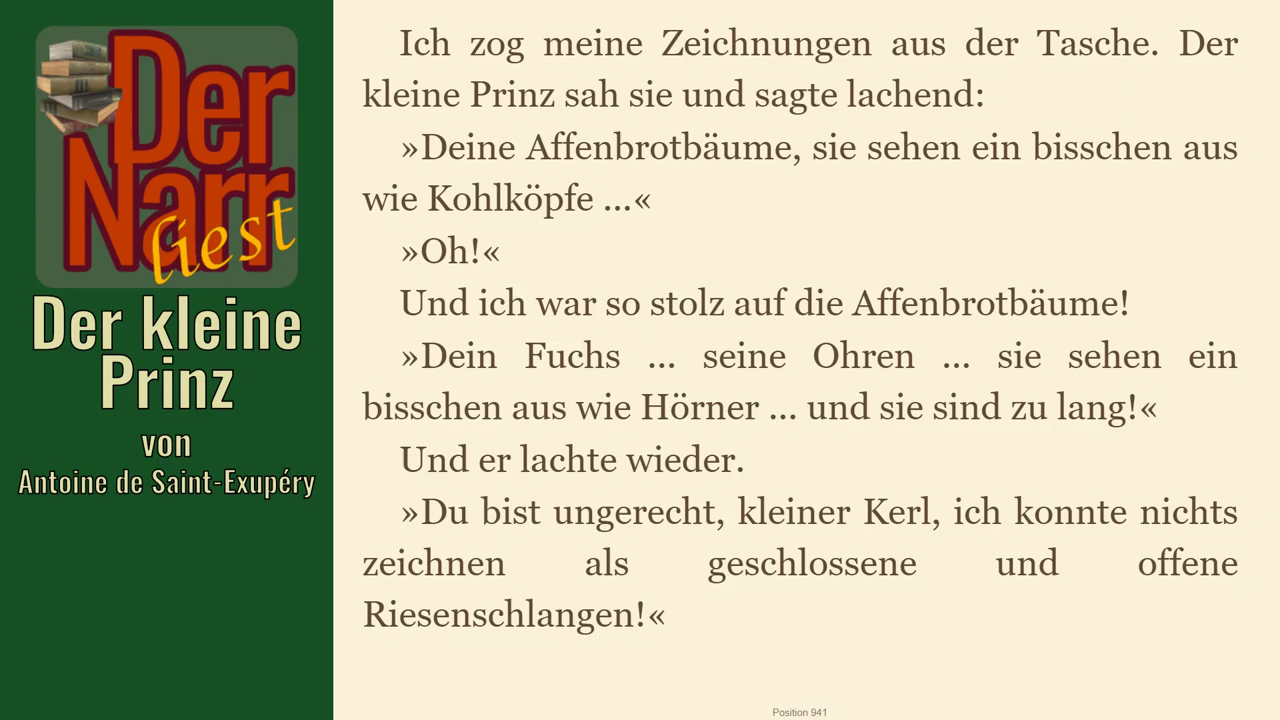 Der
Narr
liest
Der kleine
Prinz
von
Antoine de Saint-Exupéry
Ich zog meine Zeichnungen aus der Tasche. Der
kleine Prinz sah sie und sagte lachend:
»Deine Affenbrotbäume, sie sehen ein bisschen aus
wie Kohlköpfe ...«
»Oh!«
Und ich war so stolz auf die Affenbrotbäume!
»Dein Fuchs ... seine Ohren ... sie sehen ein
bisschen aus wie Hörner ... und sie sind zu lang!«
Und er lachte wieder.
»Du bist ungerecht, kleiner Kerl, ich konnte nichts
zeichnen als geschlossene und offene
Riesenschlangen!«
Position 941